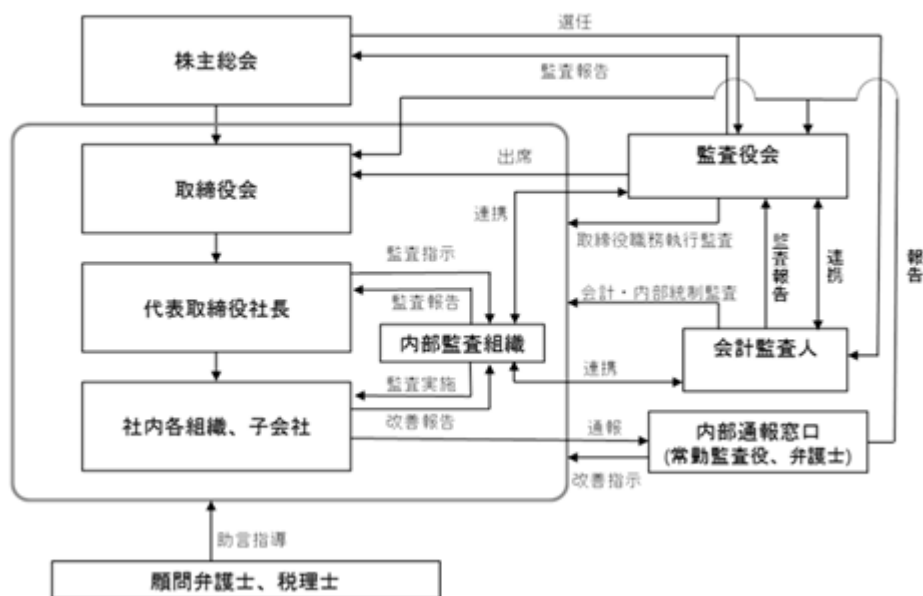 選任
株主総会
監査報告
監査役会
出席
取締役会
連携
取締役職務執行監査
監査指示
監査報告
連携
報告
会計・内部統制監査
監査報告
代表取締役社長
内部監査組織
会計監査人
連携
監査実施
改善報告
社内各組織、子会社
通報
内部通報窓口
(常勤監査役、弁護士)
改善指示
助言指導
顧問弁護士、税理士